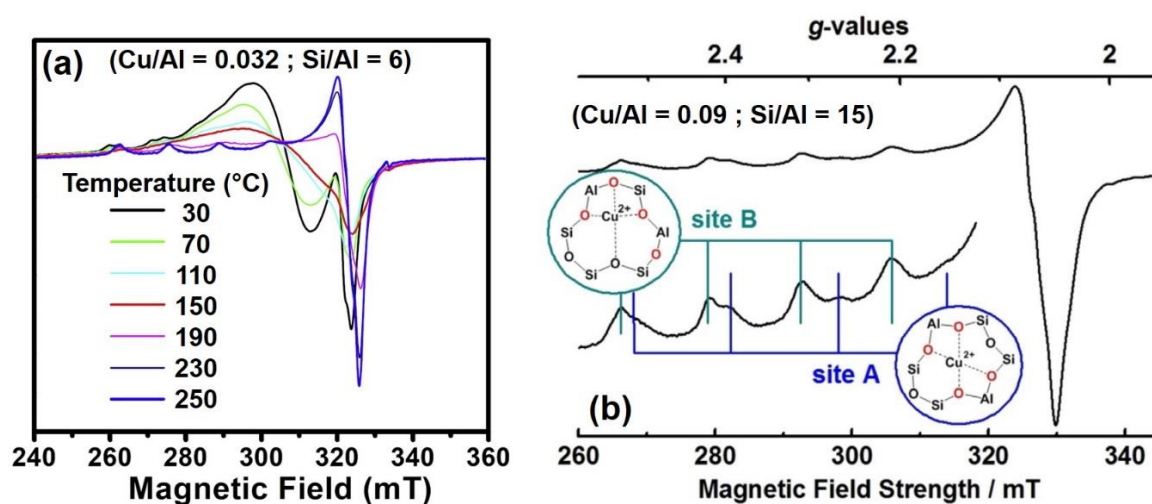 (a)
(Cu/Al = 0.032 ; Si/Al = 6)
Temperature (°C)
30
70
110
150
190
230
250
240 260 280 300 320 340 360
Magnetic Field (mT)
g-values
2.4 2.2 2
(Cu/Al = 0.09 ; Si/Al = 15)
Al O Si
O Cu2+ O
Si Al
O O
Si O Si
site B
Al O Si
O O
Cu2+ Si
Si O
O Si O Al
site A
(b)
260 280 300 320 340
Magnetic Field Strength / mT